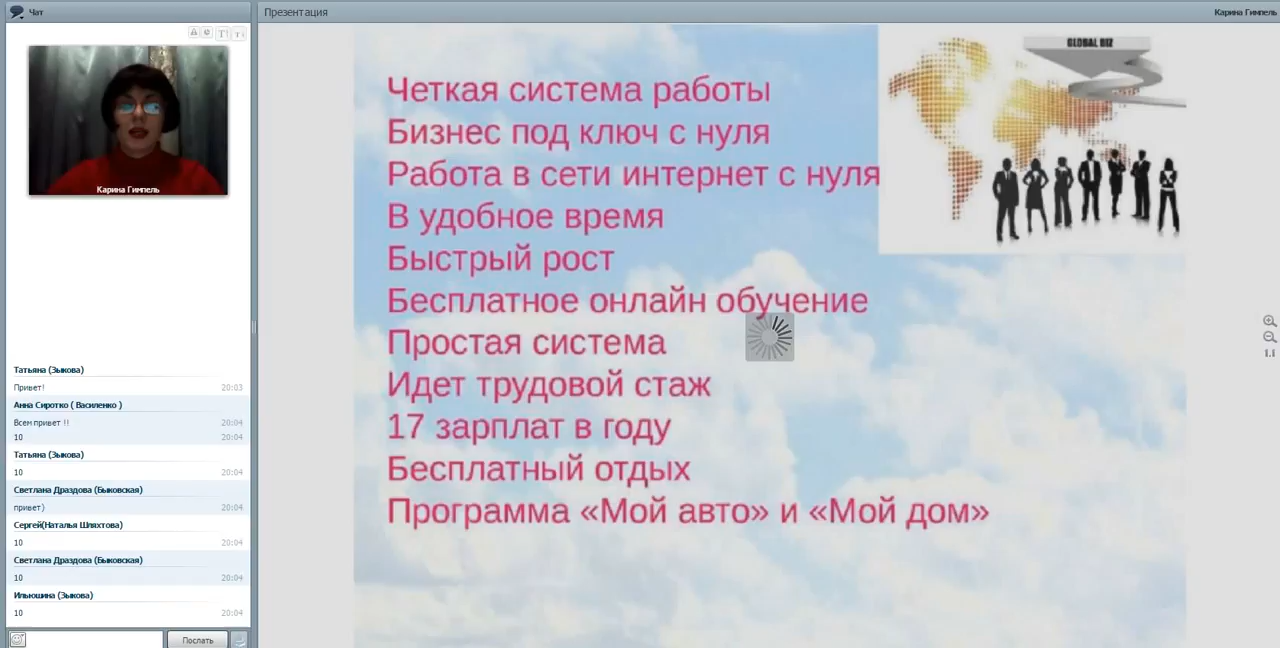 Чат
Карина Гимпель
Татьяна (Зыкова)
Привет!
20:03
Анна Сиротко ( Василенко )
Всем привет !!
20:04
10
20:04
Татьяна (Зыкова)
10
20:04
Светлана Драздова (Быковская)
привет)
20:04
Сергей(Наталья Шляхтова)
10
20:04
Светлана Драздова (Быковская)
10
20:04
Ильюшина (Зыкова)
10
20:04
Послать
Презентация
Карина Гимпель
Четкая система работы
Бизнес под ключ с нуля
Работа в сети интернет с нуля
В удобное время
Быстрый рост
Бесплатное онлайн обучение
Простая система
Идет трудовой стаж
17 зарплат в году
Бесплатный отдых
Программа «Мой авто» и «Мой дом»
GLOBAL BIZ
1.1